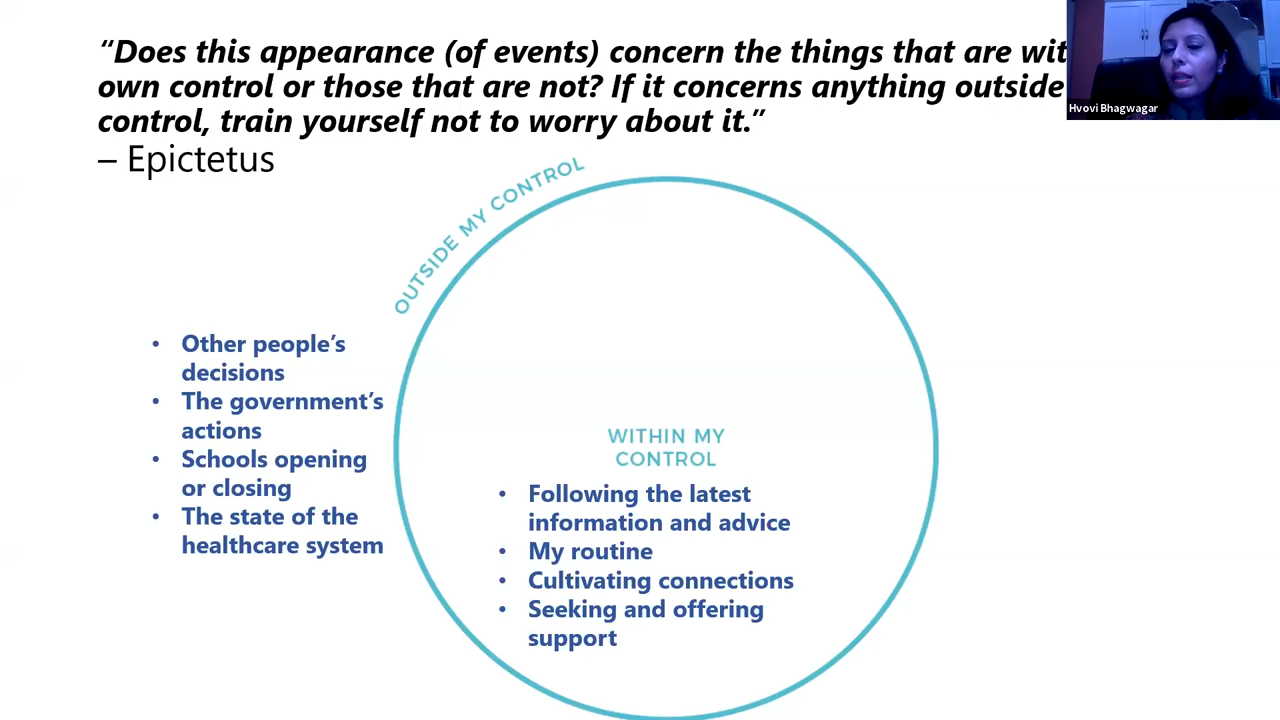 “Does this appearance (of events) concern the things that are
own control or those that are not? If it concerns anything outside
control, train yourself not to worry about it.”
– Epictetus
Hvovi Bhagwagar
OUTSIDE MY CONTROL
• Other people’s
decisions
• The government’s
actions
• Schools opening
or closing
• The state of the
healthcare system
WITHIN MY
CONTROL
• Following the latest
information and advice
• My routine
• Cultivating connections
• Seeking and offering
support